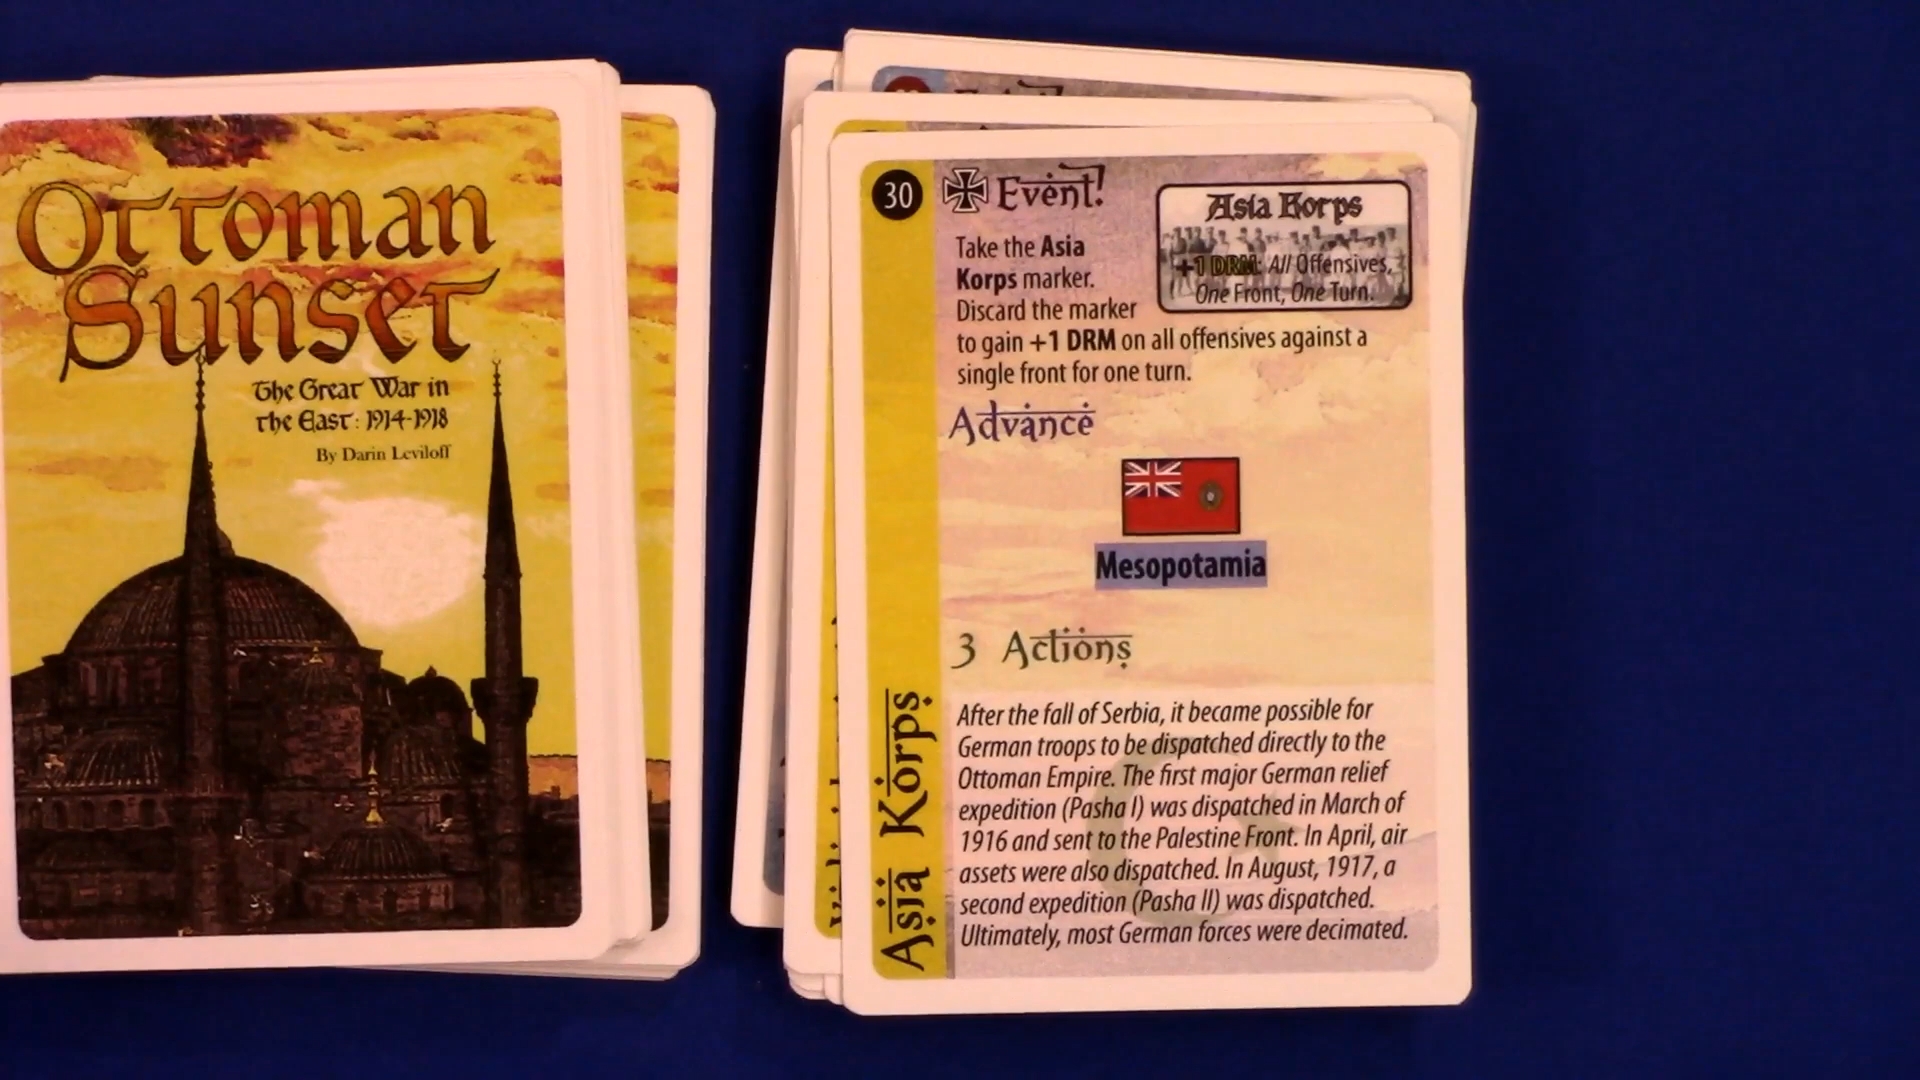 Ottoman
Sunset
The Great War in
the East: 1914-1918
By Darin Leviloff
30
Event!
Asia Korps
+1 DRM: All Offensives,
One Front, One Turn.
Take the Asia
Korps marker.
Discard the marker
to gain +1 DRM on all offensives against a
single front for one turn.
Advance
Mesopotamia
3 Actions
After the fall of Serbia, it became possible for
German troops to be dispatched directly to the
Ottoman Empire. The first major German relief
expedition (Pasha I) was dispatched in March of
1916 and sent to the Palestine Front. In April, air
assets were also dispatched. In August, 1917, a
second expedition (Pasha II) was dispatched.
Ultimately, most German forces were decimated.
Asia Korps